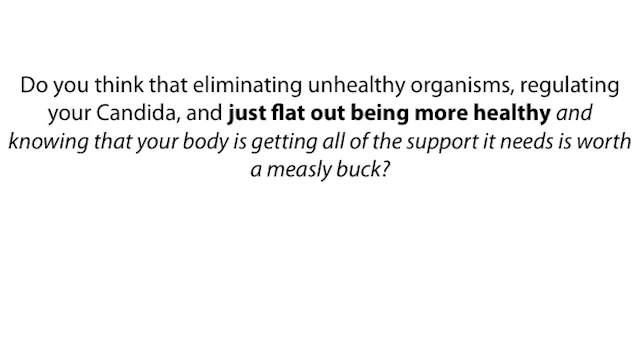 Do you think that eliminating unhealthy organisms, regulating
your Candida, and just flat out being more healthy and
knowing that your body is getting all of the support it needs is worth
a measly buck?